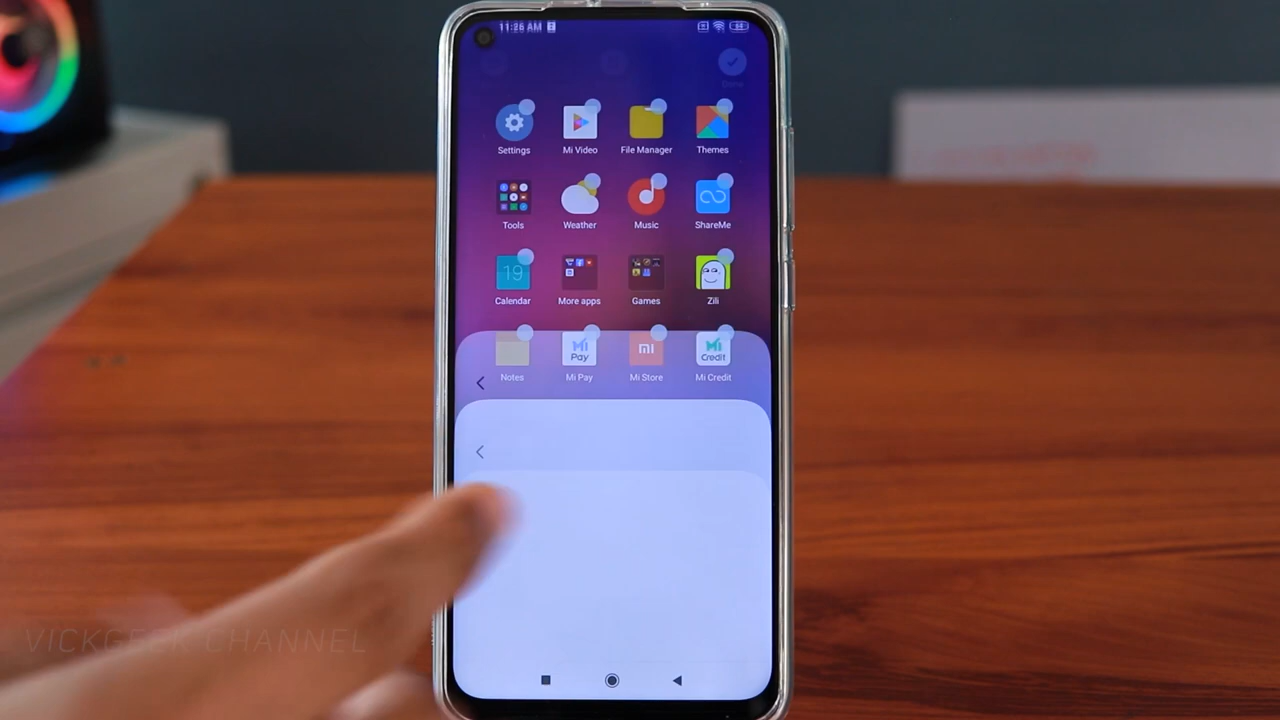 11:26 AM
Done
Settings Mi Video File Manager Themes
Tools Weather Music ShareMe
19
Calendar More apps Games Zili
Mi Pay mi Mi Credit
Notes Mi Pay Mi Store Mi Credit
VICKGEEK CHANNEL